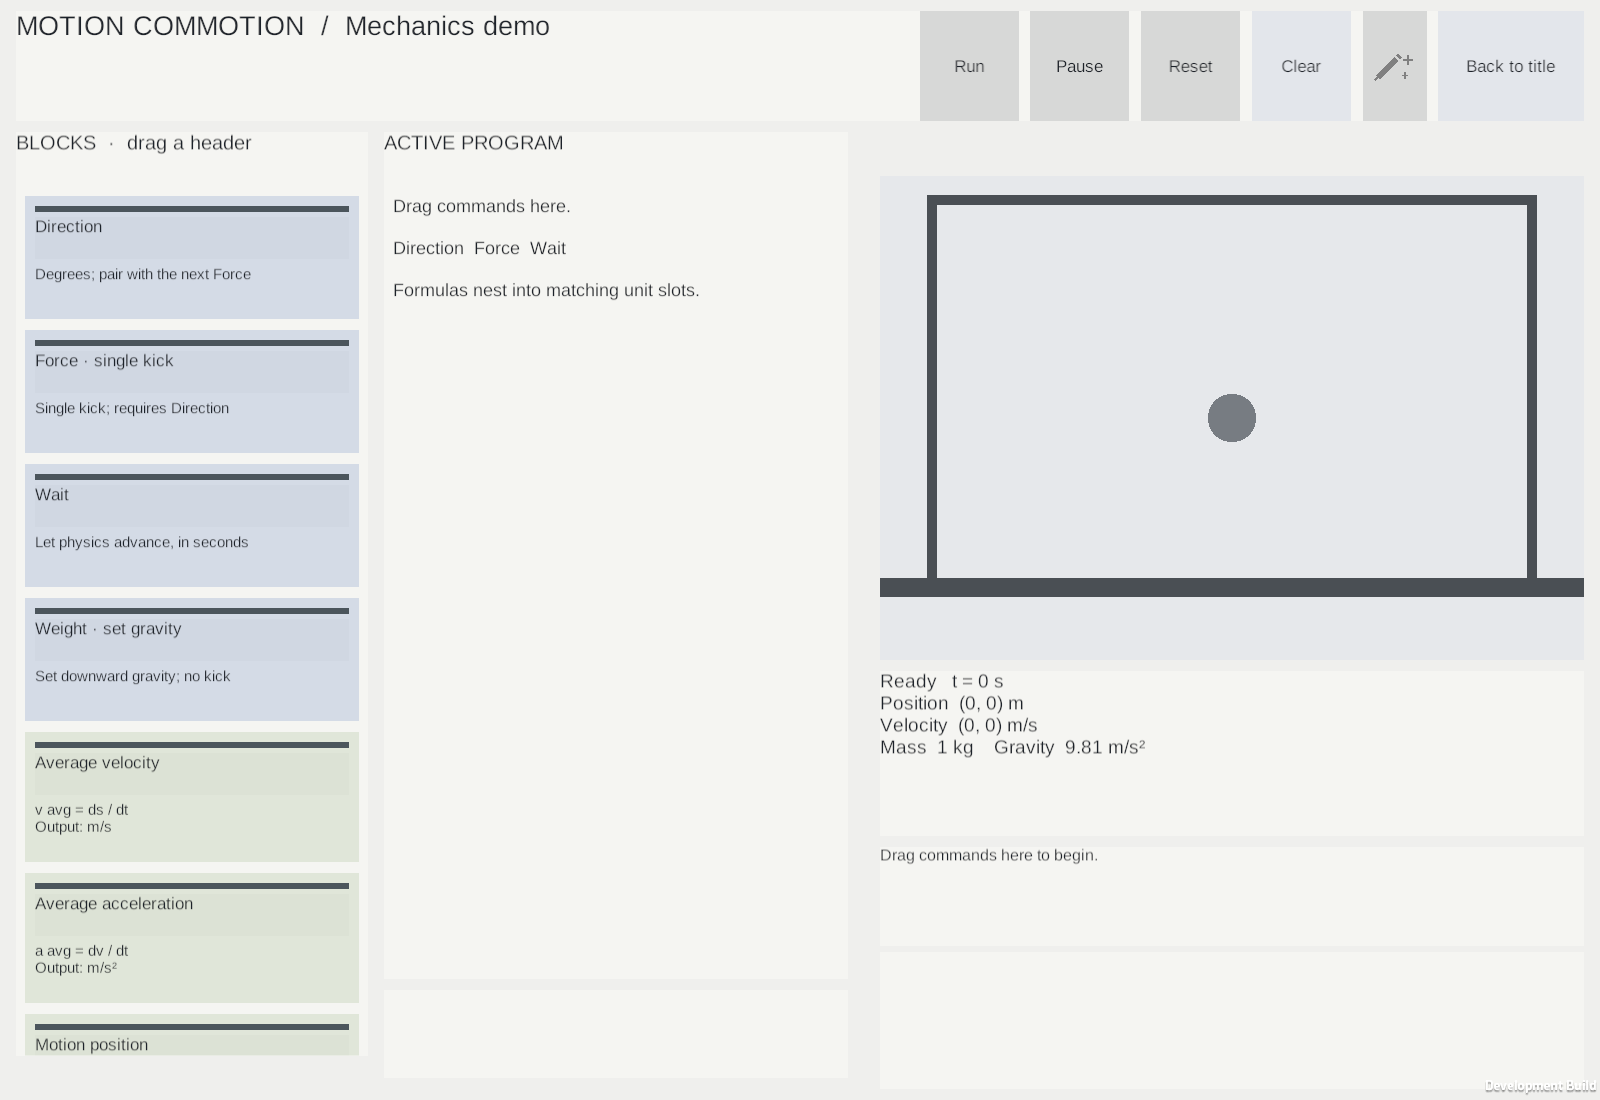 MOTION COMMOTION / Mechanics demo
Run
Pause
Reset
Clear
Back to title
BLOCKS · drag a header
Direction
Degrees; pair with the next Force
Force · single kick
Single kick; requires Direction
Wait
Let physics advance, in seconds
Weight · set gravity
Set downward gravity; no kick
Average velocity
v avg = ds / dt
Output: m/s
Average acceleration
a avg = dv / dt
Output: m/s²
Motion position
ACTIVE PROGRAM
Drag commands here.
Direction Force Wait
Formulas nest into matching unit slots.
Ready t = 0 s
Position (0, 0) m
Velocity (0, 0) m/s
Mass 1 kg Gravity 9.81 m/s²
Drag commands here to begin.
Development Build